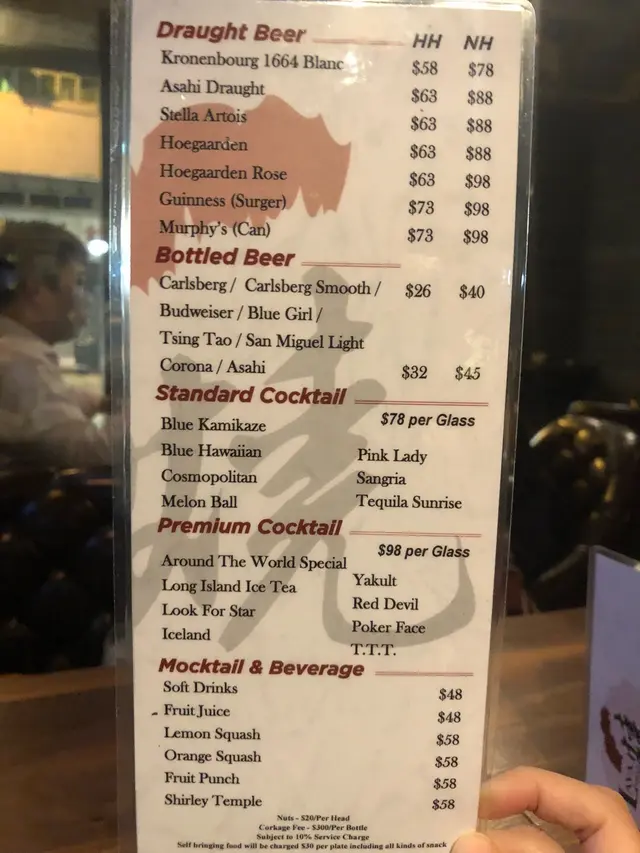 Draught Beer HH NH
Kronenbourg 1664 Blanc $58 $78
Asahi Draught $63 $88
Stella Artois $63 $88
Hoegaarden $63 $88
Hoegaarden Rose $63 $98
Guinness (Surger) $73 $98
Murphy's (Can) $73 $98
Bottled Beer
Carlsberg / Carlsberg Smooth / $26 $40
Budweiser / Blue Girl /
Tsing Tao / San Miguel Light
Corona / Asahi $32 $45
Standard Cocktail
$78 per Glass
Blue Kamikaze
Blue Hawaiian Pink Lady
Cosmopolitan Sangria
Melon Ball Tequila Sunrise
Premium Cocktail
$98 per Glass
Around The World Special
Long Island Ice Tea Yakult
Look For Star Red Devil
Iceland Poker Face
T.T.T.
Mocktail & Beverage
Soft Drinks $48
Fruit Juice $48
Lemon Squash $58
Orange Squash $58
Fruit Punch $58
Shirley Temple $58
Nuts - $20/Per Head
Corkage Fee - $300/Per Bottle
Subject to 10% Service Charge
Self bringing food will be charged $30 per plate including all kinds of snack